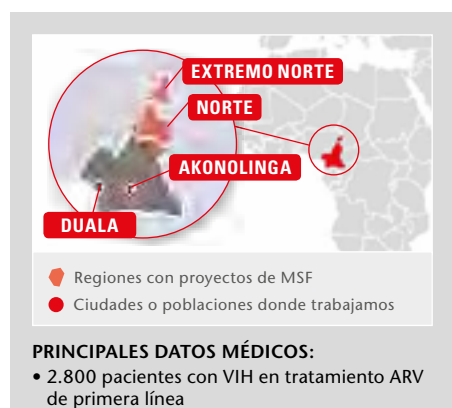 EXTREMO NORTE
NORTE
AKONOLINGA
DUALA
Regiones con proyectos de MSF
Ciudades o poblaciones donde trabajamos
PRINCIPALES DATOS MÉDICOS:
• 2.800 pacientes con VIH en tratamiento ARV
de primera línea